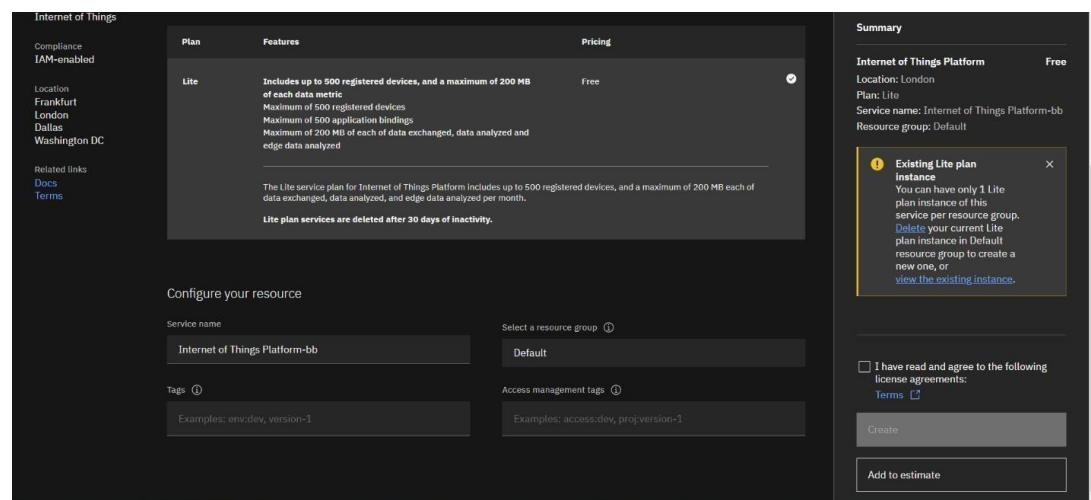 Internet of Things
Compliance
IAM-enabled
Location
Frankfurt
London
Dallas
Washington DC
Related links
Docs
Terms
Plan Features Pricing
Lite Includes up to 500 registered devices, and a maximum of 200 MB Free
of each data metric
Maximum of 500 registered devices
Maximum of 500 application bindings
Maximum of 200 MB of each of data exchanged, data analyzed and
edge data analyzed
The Lite service plan for Internet of Things Platform includes up to 500 registered devices, and a maximum of 200 MB each of
data exchanged, data analyzed, and edge data analyzed per month.
Lite plan services are deleted after 30 days of inactivity.
Configure your resource
Service name
Internet of Things Platform-bb
Select a resource group
Default
Tags
Examples: env:dev, version-1
Access management tags
Examples: access:dev, proj:version-1
Summary
Internet of Things Platform Free
Location: London
Plan: Lite
Service name: Internet of Things Platform-bb
Resource group: Default
Existing Lite plan
instance
You can have only 1 Lite
plan instance of this
service per resource group.
Delete your current Lite
plan instance in Default
resource group to create a
new one, or
view the existing instance.
I have read and agree to the following
license agreements:
Terms
Create
Add to estimate